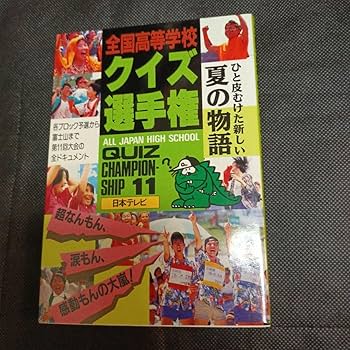 全国高等学校
クイズ
選手権
ALL JAPAN HIGH SCHOOL
QUIZ
CHAMPION-
SHIP 11
日本テレビ
ひと皮むけた新しい
夏の物語
各ブロック予選から
富士山まで
第11回大会の
全ドキュメント
超なんもん、
涙もん、
感動もんの大嵐!